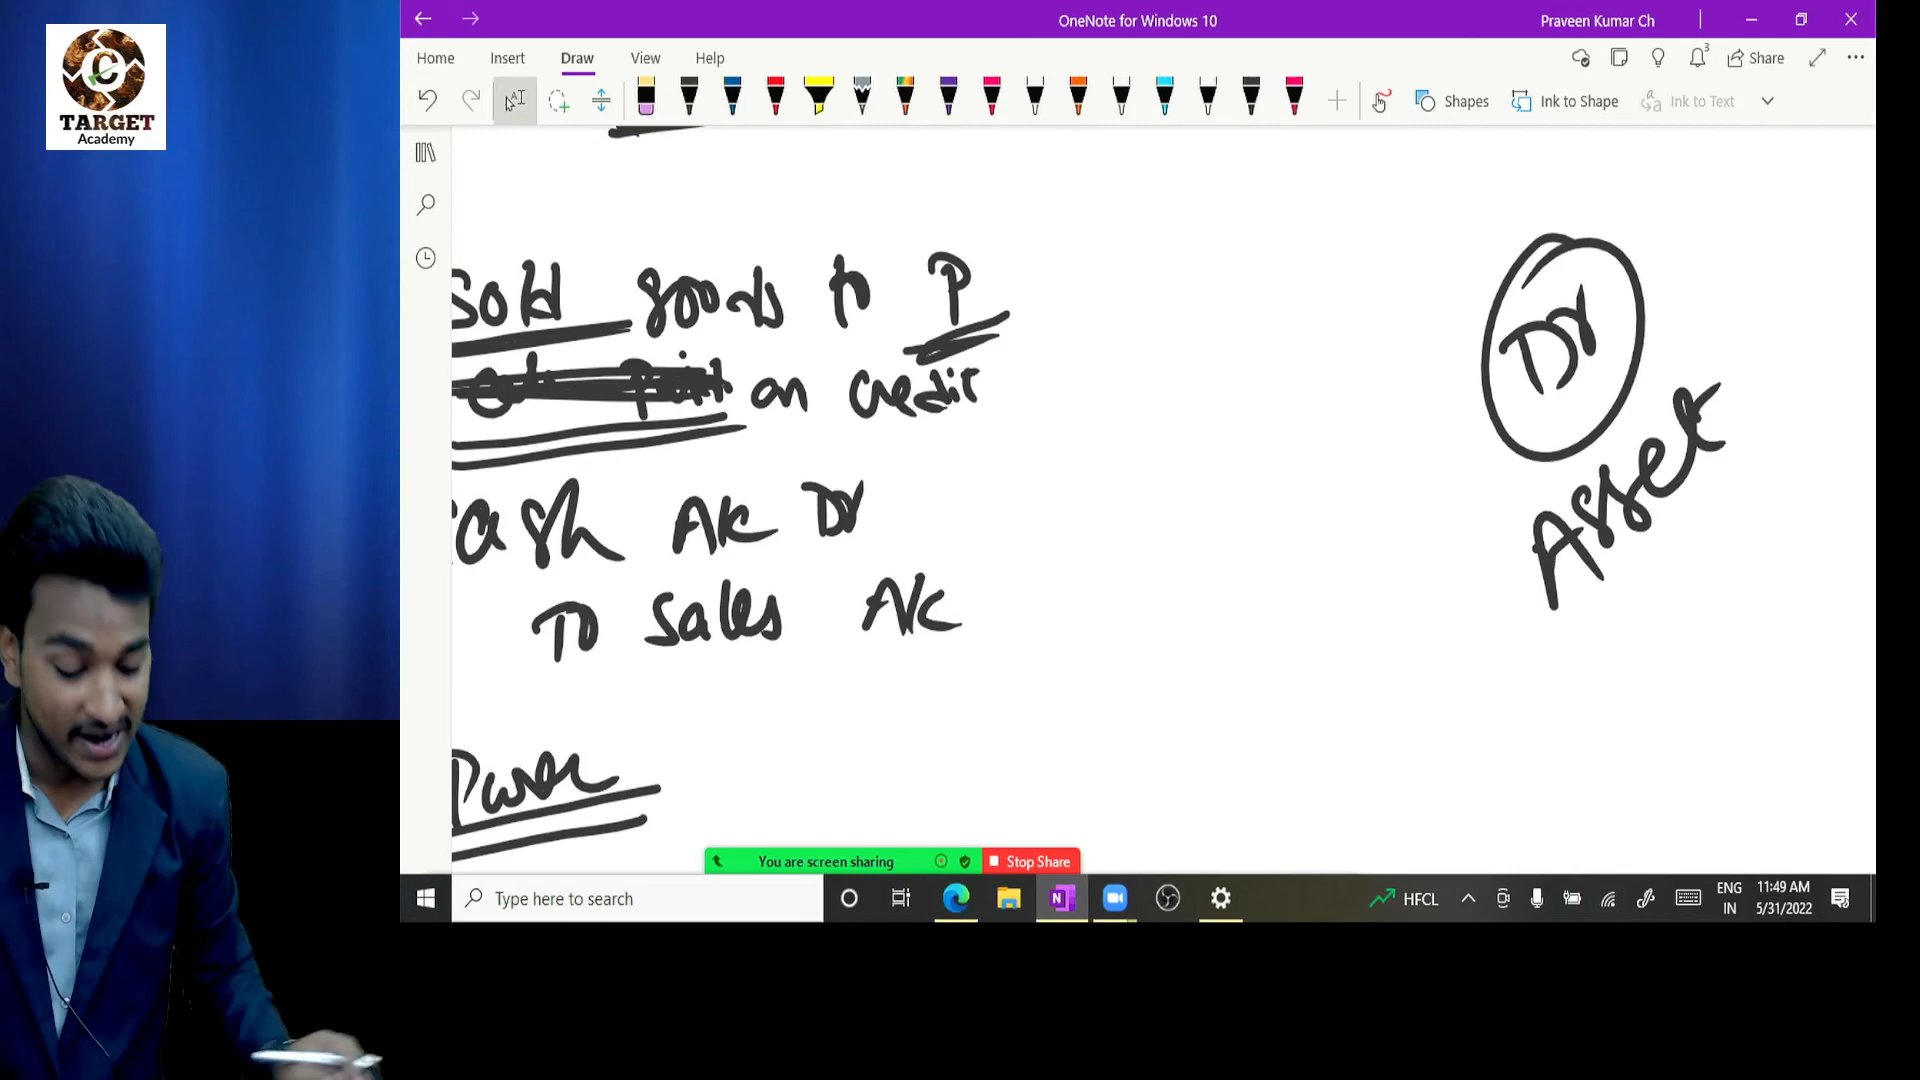 TARGET
Academy
OneNote for Windows 10
Praveen Kumar Ch
Home Insert Draw View Help
3
Share
Shapes
Ink to Shape
Ink to Text
sold goods to P
on credit
Dr
Asset
cash A/c Dr
To Sales A/c
You are screen sharing
Stop Share
Type here to search
HFCL
ENG
IN
11:49 AM
5/31/2022